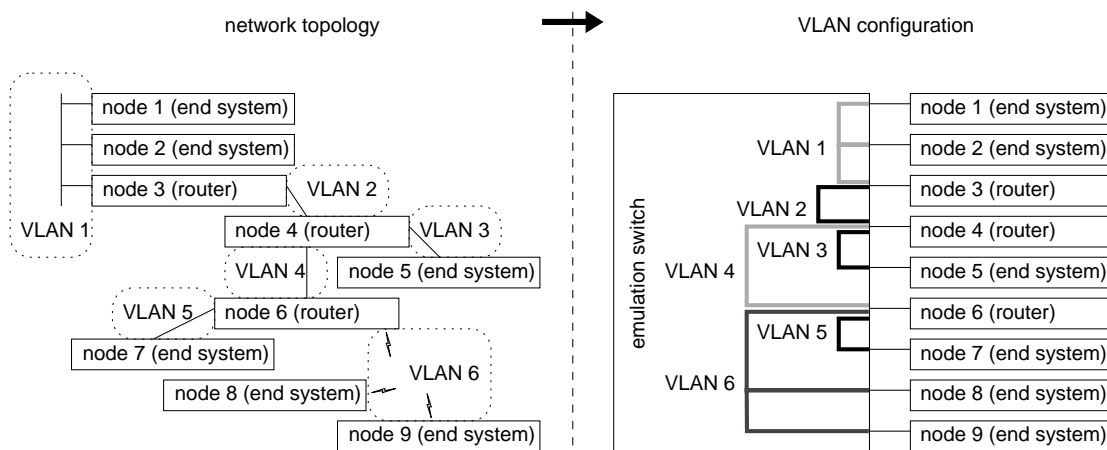 network topology
node 1 (end system)
node 2 (end system)
node 3 (router)
VLAN 1
VLAN 2
node 4 (router)
VLAN 3
node 5 (end system)
VLAN 4
VLAN 5
node 6 (router)
node 7 (end system)
VLAN 6
node 8 (end system)
node 9 (end system)
VLAN configuration
emulation switch
VLAN 1
VLAN 2
VLAN 3
VLAN 4
VLAN 5
VLAN 6
node 1 (end system)
node 2 (end system)
node 3 (router)
node 4 (router)
node 5 (end system)
node 6 (router)
node 7 (end system)
node 8 (end system)
node 9 (end system)